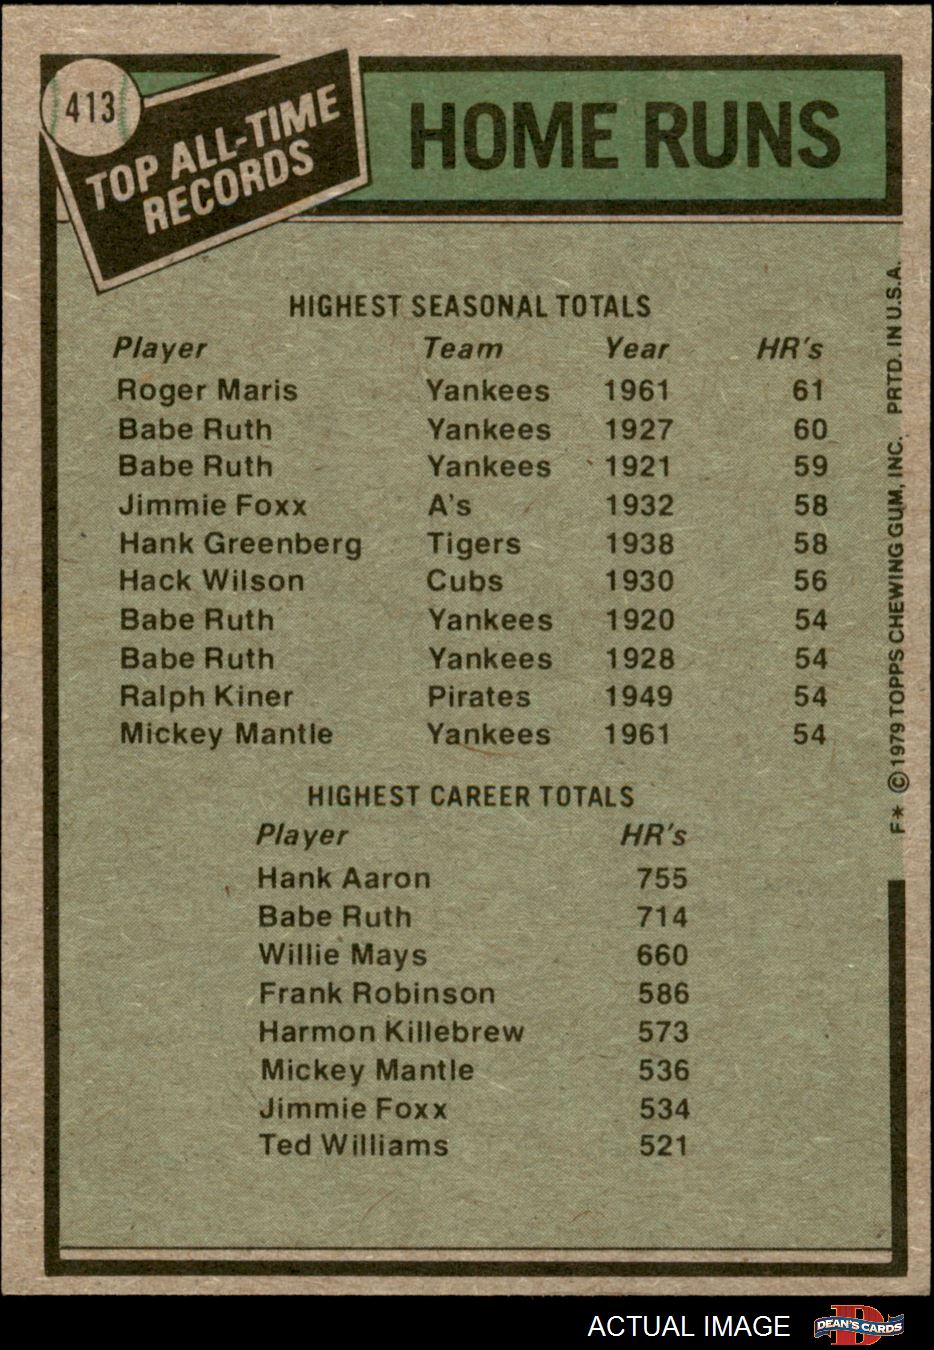 413
TOP ALL-TIME
RECORDS
HOME RUNS
HIGHEST SEASONAL TOTALS
Player Team Year HR's
Roger Maris Yankees 1961 61
Babe Ruth Yankees 1927 60
Babe Ruth Yankees 1921 59
Jimmie Foxx A's 1932 58
Hank Greenberg Tigers 1938 58
Hack Wilson Cubs 1930 56
Babe Ruth Yankees 1920 54
Babe Ruth Yankees 1928 54
Ralph Kiner Pirates 1949 54
Mickey Mantle Yankees 1961 54
HIGHEST CAREER TOTALS
Player HR's
Hank Aaron 755
Babe Ruth 714
Willie Mays 660
Frank Robinson 586
Harmon Killebrew 573
Mickey Mantle 536
Jimmie Foxx 534
Ted Williams 521
F* ©1979 TOPPS CHEWING GUM, INC. PRTD. IN U.S.A.
ACTUAL IMAGE
D
DEAN'S CARDS